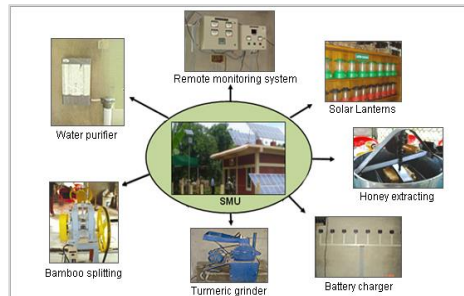 Remote monitoring system
Water purifier
Solar Lanterns
SMU
Honey extracting
Bamboo splitting
Turmeric grinder
Battery charger